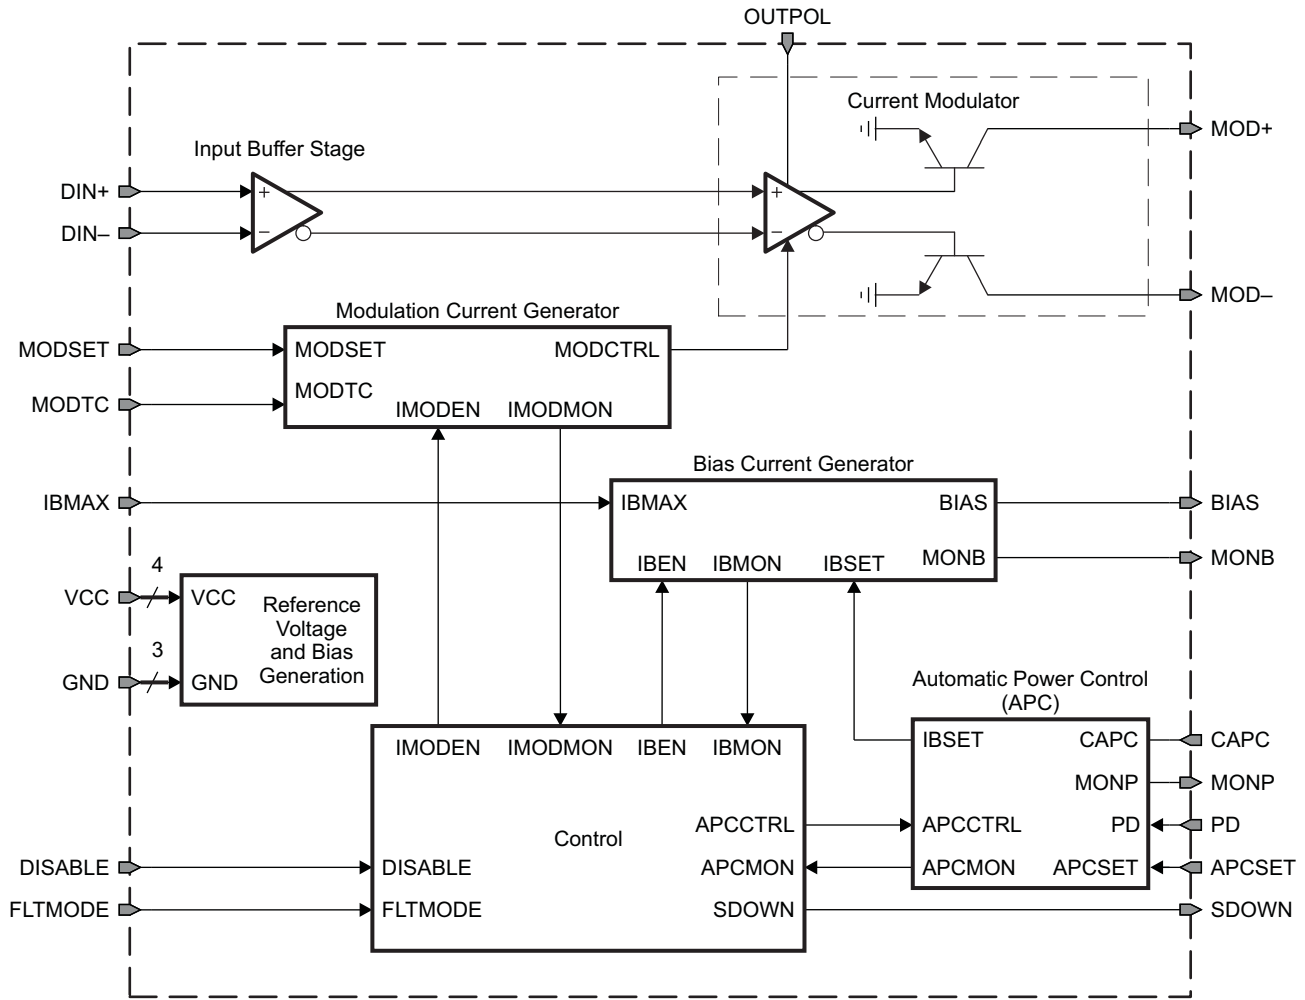 OUTPOL
Current Modulator
MOD+
Input Buffer Stage
DIN+
+
+
DIN–
–
–
MOD–
Modulation Current Generator
MODSET
MODSET
MODCTRL
MODTC
MODTC
IMODEN
IMODMON
Bias Current Generator
IBMAX
IBMAX
BIAS
BIAS
IBEN
IBMON
IBSET
MONB
MONB
4
VCC
VCC
Reference
Voltage
and Bias
Generation
3
GND
GND
Automatic Power Control
(APC)
IMODEN
IMODMON
IBEN
IBMON
IBSET
CAPC
CAPC
MONP
MONP
Control
APCCTRL
APCCTRL
PD
PD
DISABLE
DISABLE
APCMON
APCMON
APCSET
APCSET
FLTMODE
FLTMODE
SDOWN
SDOWN